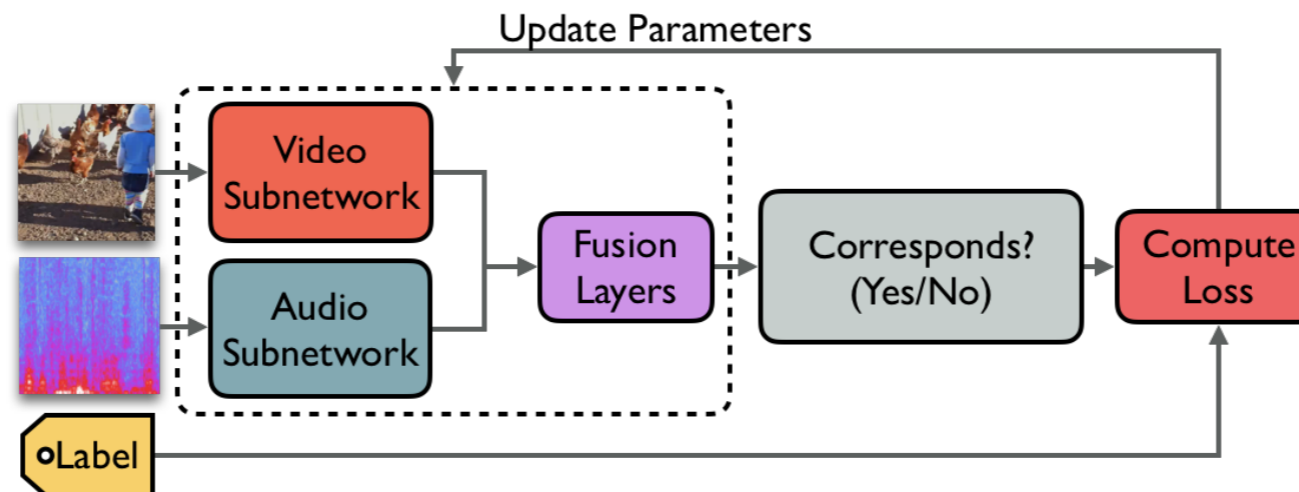 Update Parameters
Video
Subnetwork
Audio
Subnetwork
Fusion
Layers
Corresponds?
(Yes/No)
Compute
Loss
Label